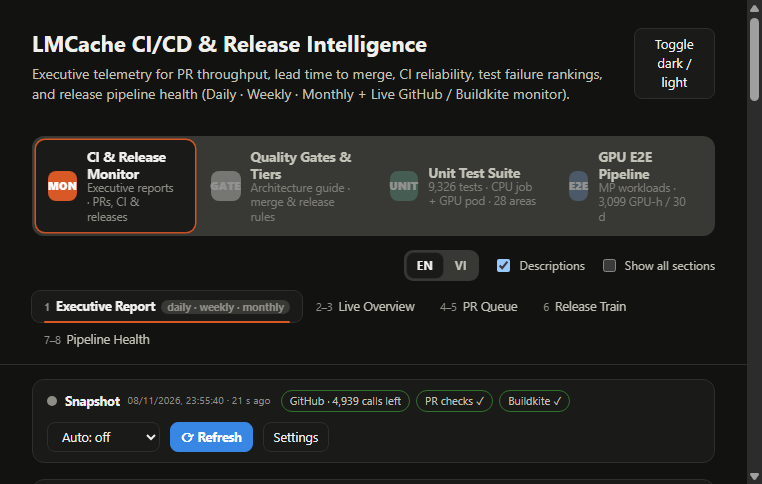 LMCache CI/CD & Release Intelligence
Executive telemetry for PR throughput, lead time to merge, CI reliability, test failure rankings,
and release pipeline health (Daily · Weekly · Monthly + Live GitHub / Buildkite monitor).
Toggle
dark /
light
MON
CI & Release
Monitor
Executive reports
· PRs, CI &
releases
GATE
Quality Gates &
Tiers
Architecture guide ·
merge & release
rules
UNIT
Unit Test Suite
9,326 tests · CPU job
+ GPU pod · 28 areas
E2E
GPU E2E
Pipeline
MP workloads ·
3,099 GPU-h / 30
d
EN VI Descriptions Show all sections
1 Executive Report daily · weekly · monthly 2–3 Live Overview 4–5 PR Queue 6 Release Train
7–8 Pipeline Health
Snapshot 08/11/2026, 23:55:40 · 21 s ago GitHub · 4,939 calls left PR checks ✓ Buildkite ✓
Auto: off ⟳ Refresh Settings